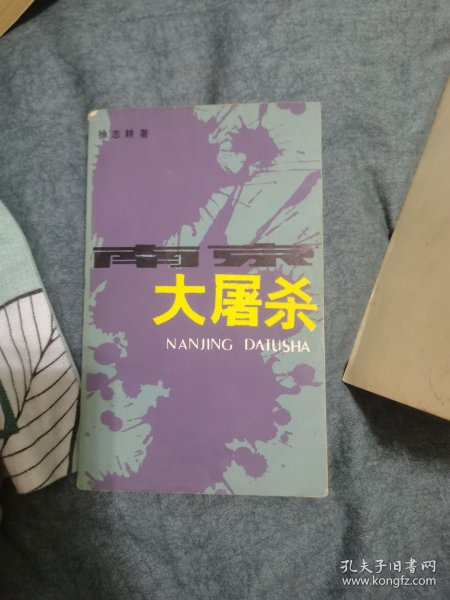 徐志耕 著
南京
大屠杀
NANJING DATUSHA
孔夫子旧书网
www.kongfz.com